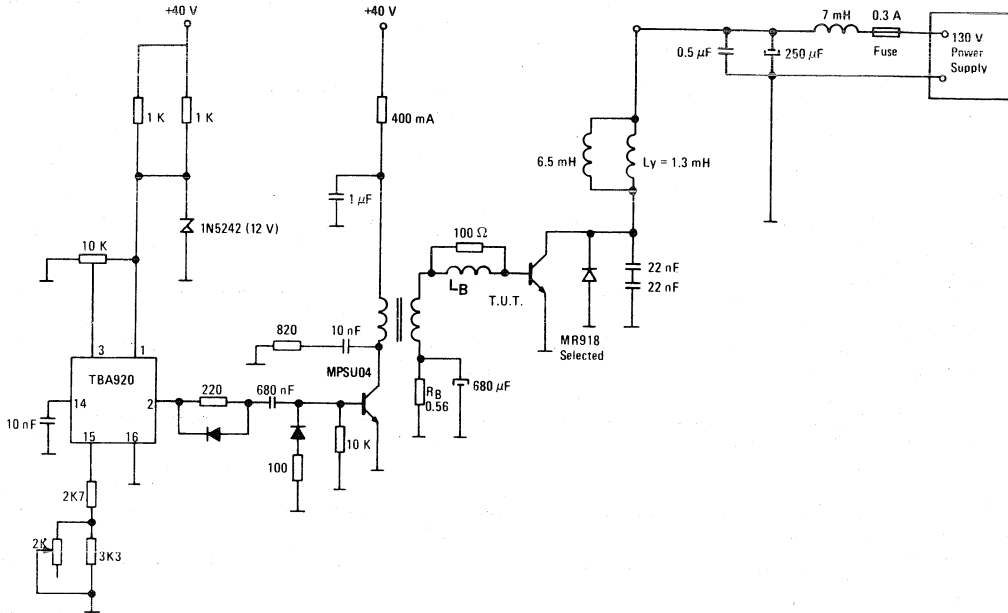 +40 V
+40 V
7 mH
0.3 A
Fuse
130 V
Power
Supply
0.5 µF
250 µF
1 K
1 K
400 mA
6.5 mH
Ly = 1.3 mH
1 µF
1N5242 (12 V)
10 K
100 Ω
LB
T.U.T.
22 nF
22 nF
MR918
Selected
820
10 nF
MPSU04
3
1
TBA920
14
2
15
16
10 nF
220
680 nF
RB
0.56
680 µF
10 K
100
2K7
2K
3K3